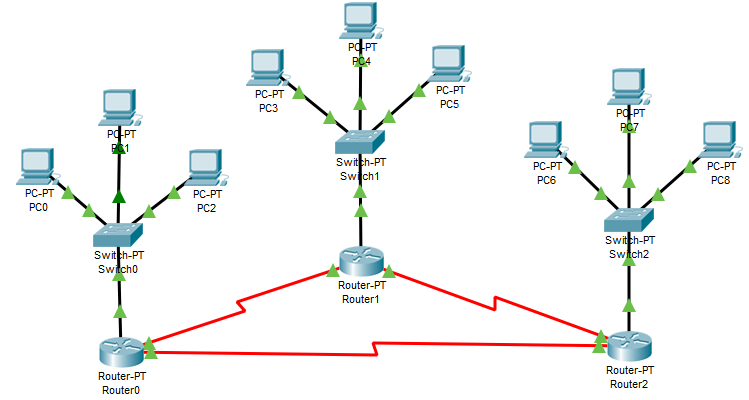 PC-PT
PC4
PC-PT
PC3
PC-PT
PC5
PC-PT
PC1
PC-PT
PC7
Switch-PT
Switch1
PC-PT
PC0
PC-PT
PC2
PC-PT
PC6
PC-PT
PC8
Switch-PT
Switch0
Switch-PT
Switch2
Router-PT
Router1
Router-PT
Router0
Router-PT
Router2